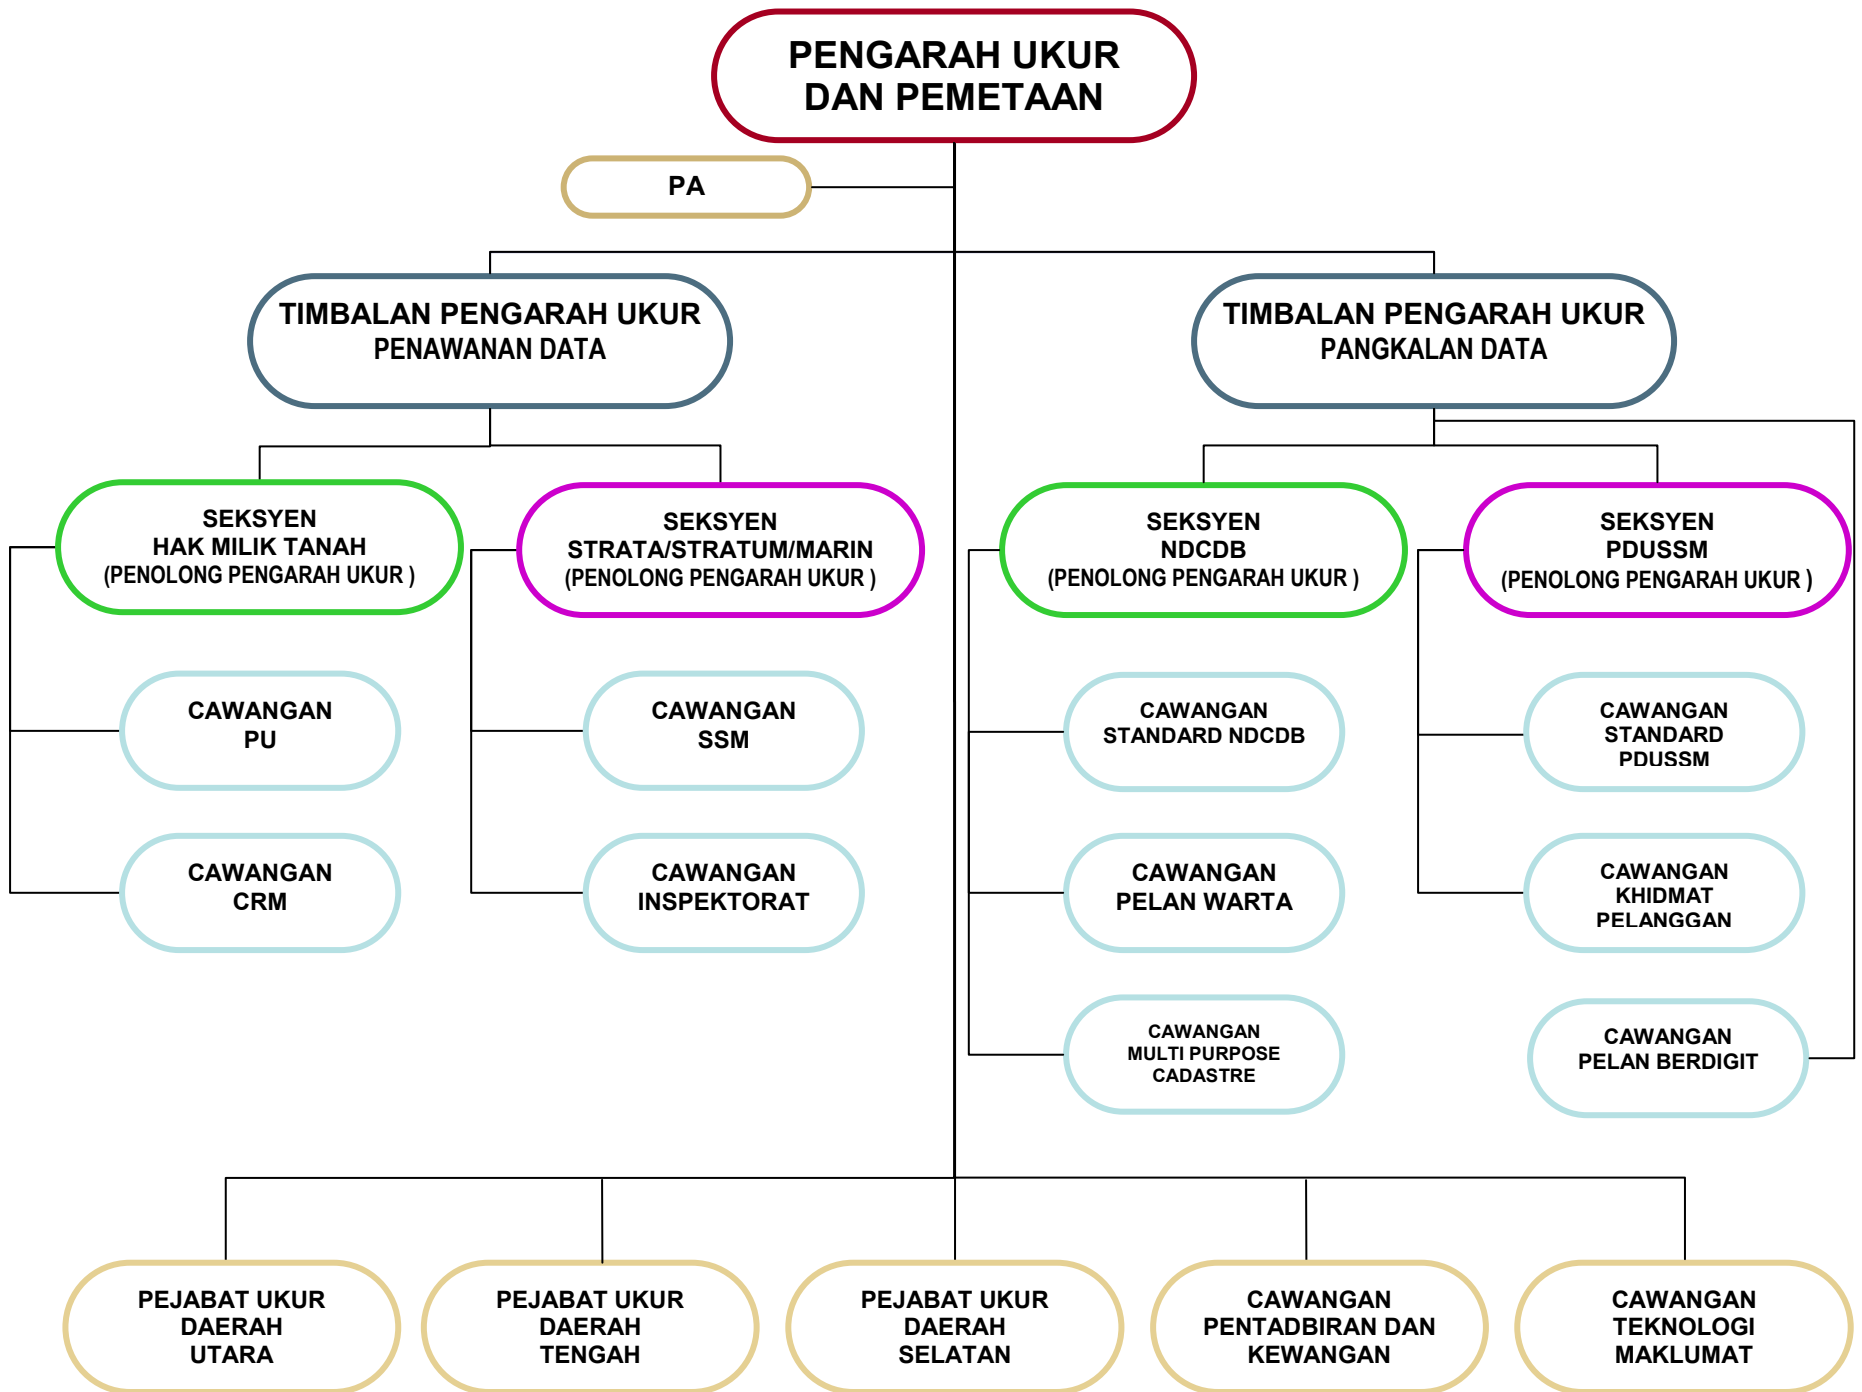 PENGARAH UKUR
DAN PEMETAAN
PA
TIMBALAN PENGARAH UKUR
PENAWANAN DATA
TIMBALAN PENGARAH UKUR
PANGKALAN DATA
SEKSYEN
HAK MILIK TANAH
(PENOLONG PENGARAH UKUR )
SEKSYEN
STRATA/STRATUM/MARIN
(PENOLONG PENGARAH UKUR )
SEKSYEN
NDCDB
(PENOLONG PENGARAH UKUR )
SEKSYEN
PDUSSM
(PENOLONG PENGARAH UKUR )
CAWANGAN
PU
CAWANGAN
SSM
CAWANGAN
STANDARD NDCDB
CAWANGAN
STANDARD
PDUSSM
CAWANGAN
CRM
CAWANGAN
INSPEKTORAT
CAWANGAN
PELAN WARTA
CAWANGAN
KHIDMAT
PELANGGAN
CAWANGAN
MULTI PURPOSE
CADASTRE
CAWANGAN
PELAN BERDIGIT
PEJABAT UKUR
DAERAH
UTARA
PEJABAT UKUR
DAERAH
TENGAH
PEJABAT UKUR
DAERAH
SELATAN
CAWANGAN
PENTADBIRAN DAN
KEWANGAN
CAWANGAN
TEKNOLOGI
MAKLUMAT